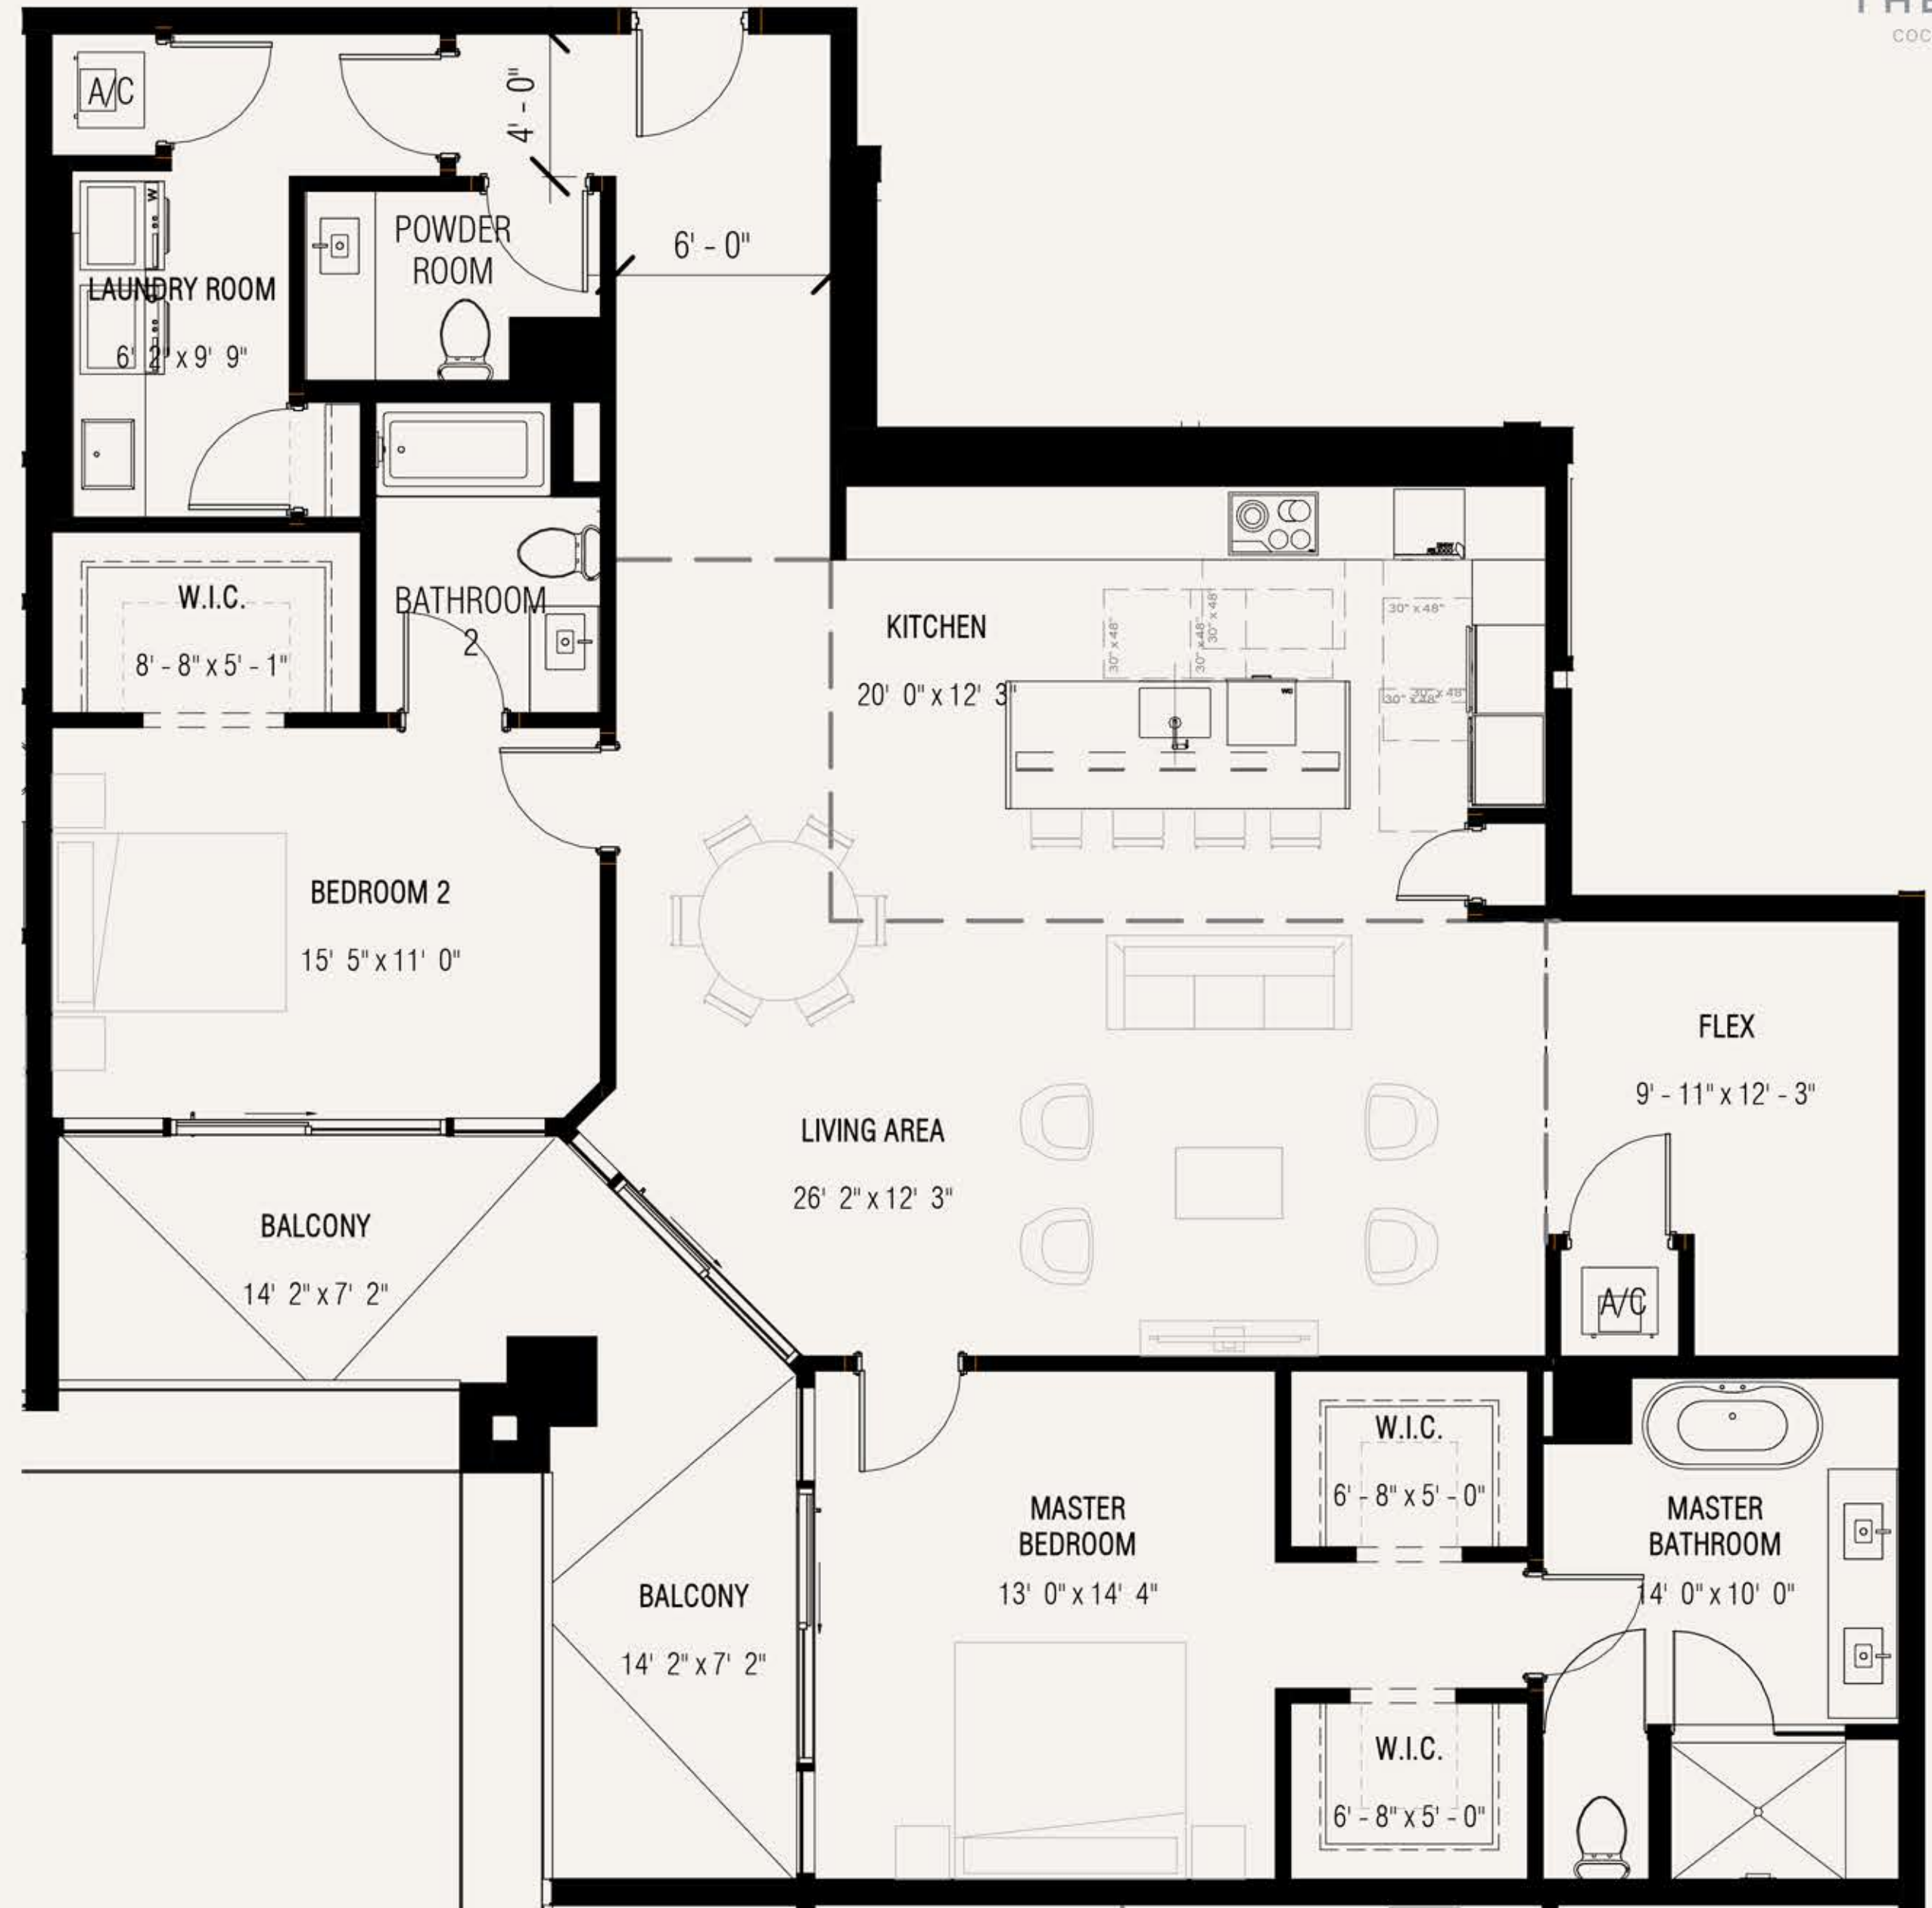 THE
COC
A/C
4' - 0"
W
POWDER
ROOM
6' - 0"
LAUNDRY ROOM
6' 2" x 9' 9"
W.I.C.
8' - 8" x 5' - 1"
BATHROOM
2
KITCHEN
20' 0" x 12' 3"
30" x 48"
30" x 48"
30" x 48"
30" x 48"
30" x 48"
30" x 48"
BEDROOM 2
15' 5" x 11' 0"
FLEX
9' - 11" x 12' - 3"
LIVING AREA
26' 2" x 12' 3"
BALCONY
14' 2" x 7' 2"
A/C
W.I.C.
6' - 8" x 5' - 0"
MASTER
BEDROOM
13' 0" x 14' 4"
MASTER
BATHROOM
14' 0" x 10' 0"
BALCONY
14' 2" x 7' 2"
W.I.C.
6' - 8" x 5' - 0"